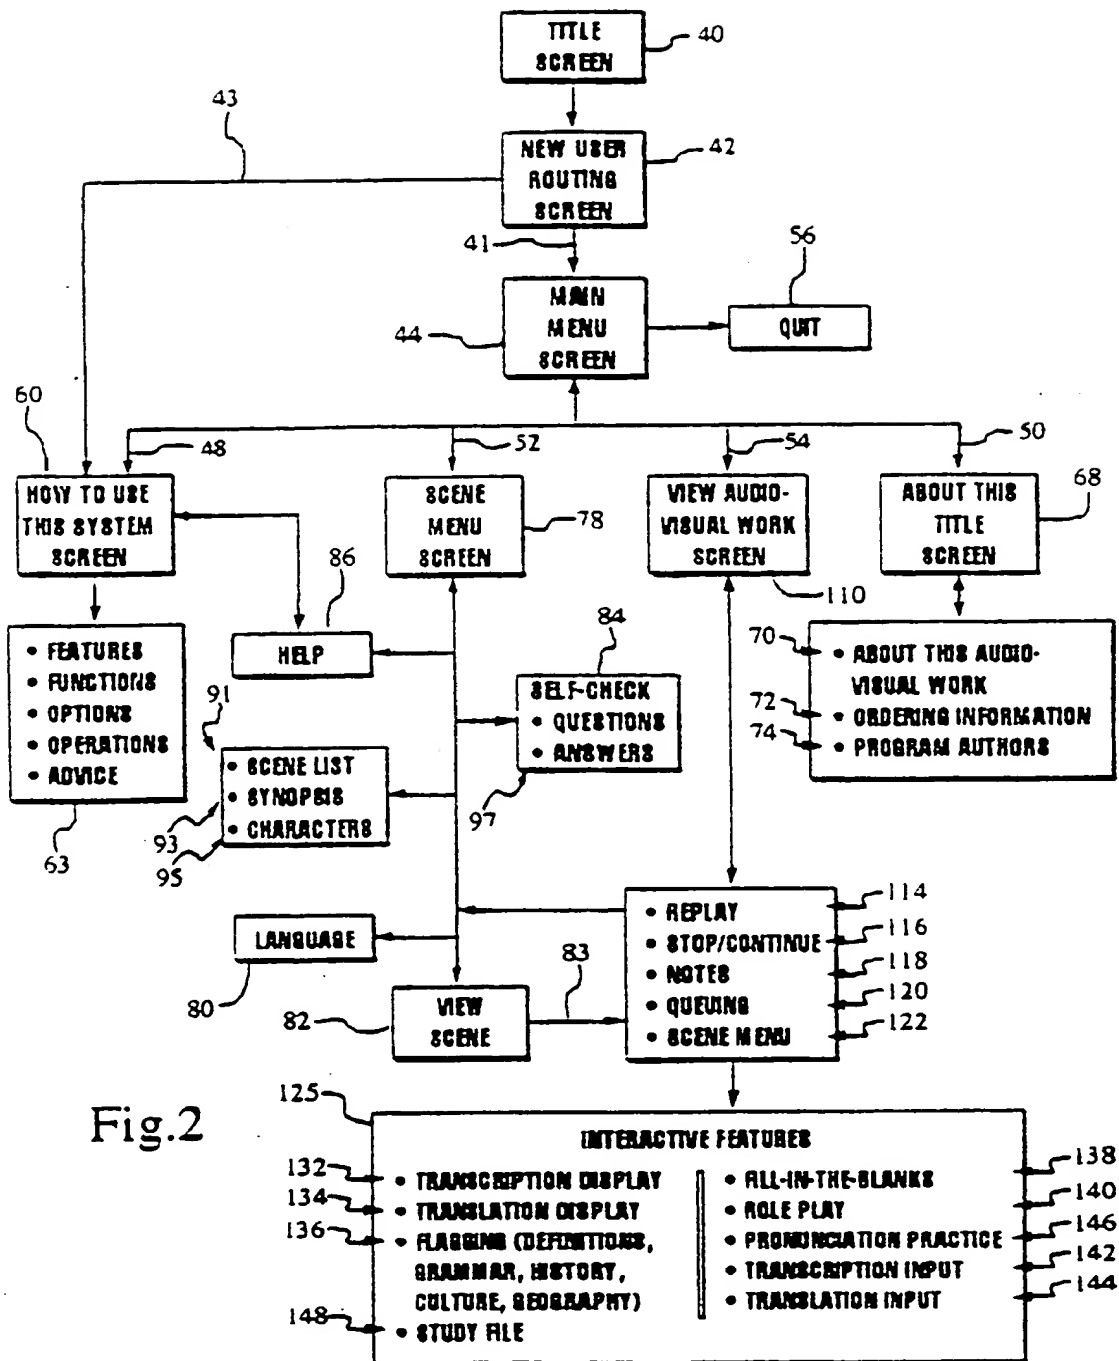 TITLE
SCREEN
40
43
NEW USER
ROUTING
SCREEN
42
41
56
MAIN
MENU
SCREEN
44
QUIT
60
48
52
54
50
HOW TO USE
THIS SYSTEM
SCREEN
SCENE
MENU
SCREEN
78
VIEW AUDIO-
VISUAL WORK
SCREEN
110
ABOUT THIS
TITLE
SCREEN
68
86
• FEATURES
• FUNCTIONS
• OPTIONS
• OPERATIONS
• ADVICE
63
HELP
84
SELF-CHECK
• QUESTIONS
• ANSWERS
97
70
• ABOUT THIS AUDIO-
VISUAL WORK
72
• ORDERING INFORMATION
74
• PROGRAM AUTHORS
91
• SCENE LIST
• SYNOPSIS
• CHARACTERS
93
95
• REPLAY
114
• STOP/CONTINUE
116
• NOTES
118
• QUEUING
120
• SCENE MENU
122
LANGUAGE
80
83
82
VIEW
SCENE
Fig.2
125
INTERACTIVE FEATURES
132
• TRANSCRIPTION DISPLAY
134
• TRANSLATION DISPLAY
136
• FLAGGING (DEFINITIONS,
GRAMMAR, HISTORY,
CULTURE, GEOGRAPHY)
148
• STUDY FILE
• FILL-IN-THE-BLANKS
138
• ROLE PLAY
140
• PRONUNCIATION PRACTICE
146
• TRANSCRIPTION INPUT
142
• TRANSLATION INPUT
144